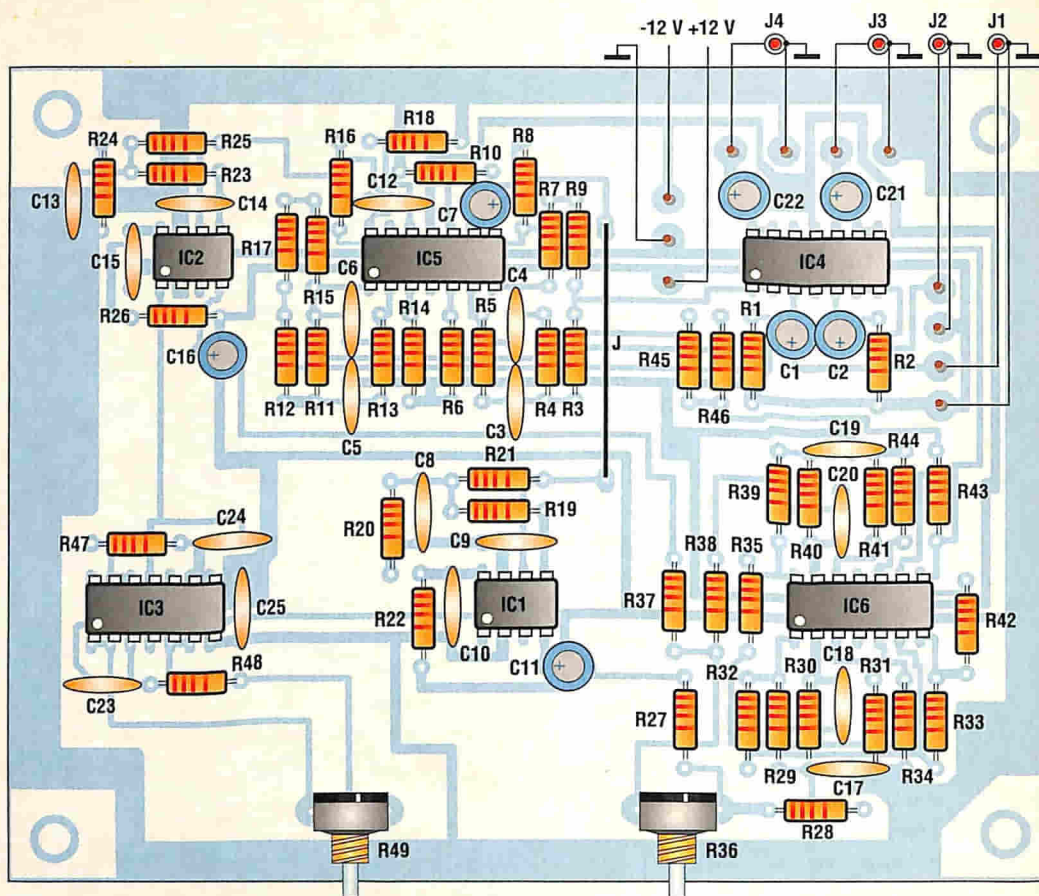 -12 V +12 V
J4
J3
J2
J1
R24
R25
R23
C13
C14
C15
IC2
R26
C16
R16
R18
R10
R8
C12
C7
R7 R9
R17
R15
C6
IC5
R14
R5
C4
R12
R11
C5
R13
R6
C3
R4
R3
J
C22
C21
IC4
R1
R45
R46
C1
C2
R2
R21
R19
C8
R20
C9
R22
C10
IC1
C11
R47
C24
IC3
C25
R48
C23
C19
R44
R39
C20
R43
R40
R41
R38
R35
R37
IC6
R42
C18
R32
R30
R31
R27
R29
R33
R34
C17
R28
R49
R36